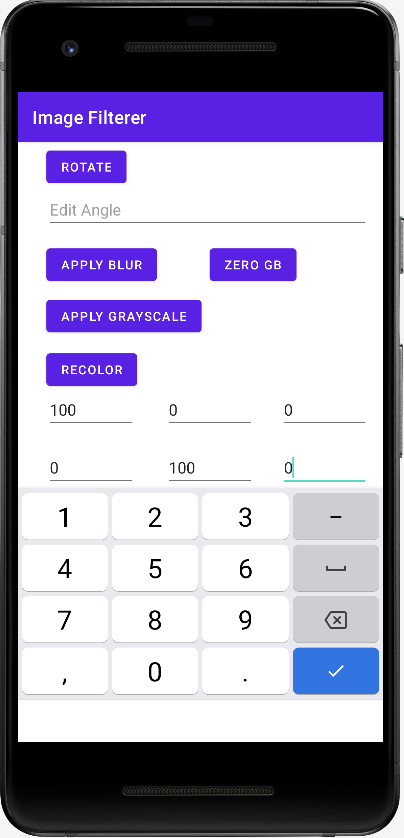 Image Filterer
ROTATE
Edit Angle
APPLY BLUR ZERO GB
APPLY GRAYSCALE
RECOLOR
100 0 0
0 100 0
1 2 3 −
4 5 6
7 8 9
, 0 .